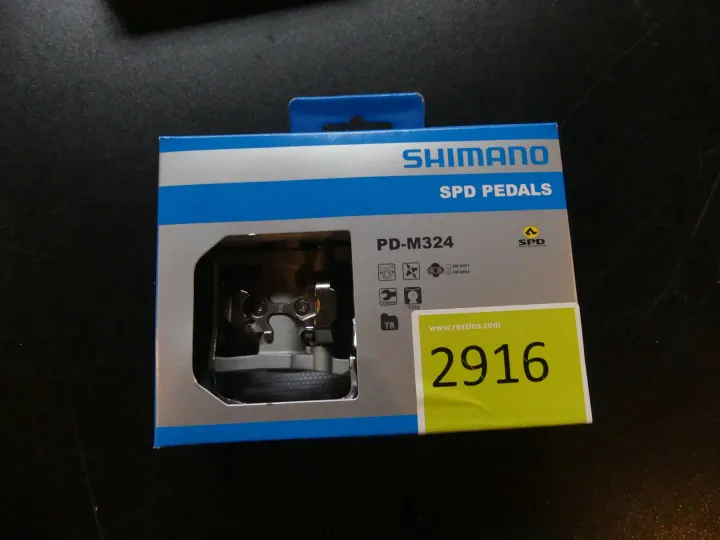 SHIMANO
SPD PEDALS
PD-M324
SPD
TR
www.restlos.com
2916